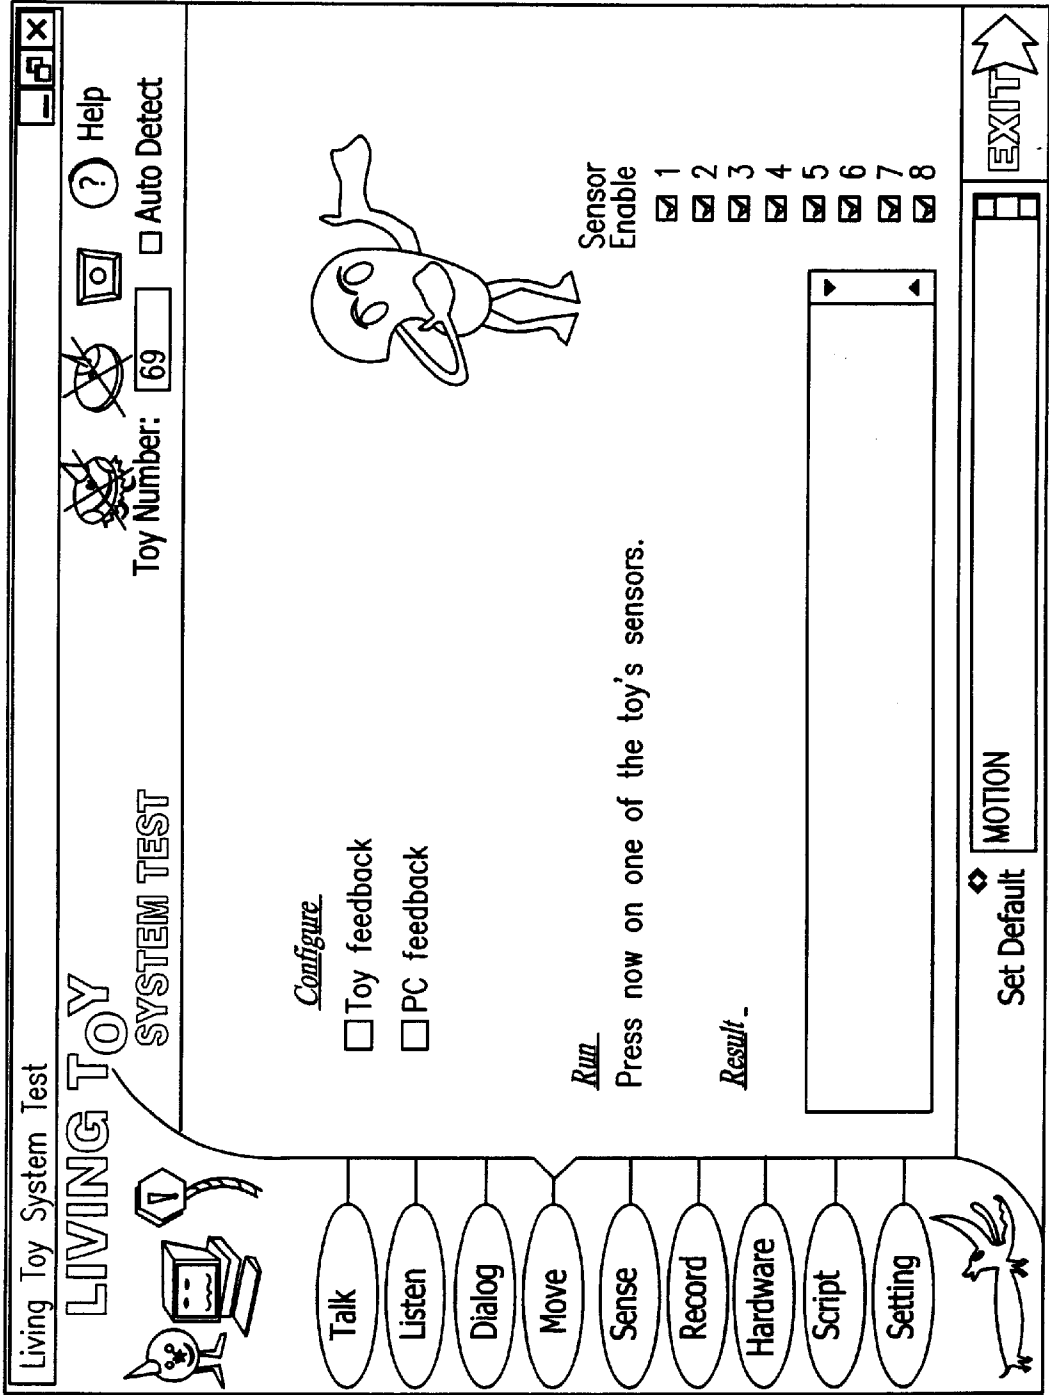 Living Toy System Test
LIVING TOY
SYSTEM TEST
? Help
Toy Number: 69
Auto Detect
Talk
Listen
Dialog
Move
Sense
Record
Hardware
Script
Setting
Configure
Toy feedback
PC feedback
Run
Press now on one of the toy's sensors.
Result
Sensor
Enable
1
2
3
4
5
6
7
8
Set Default
MOTION
EXIT